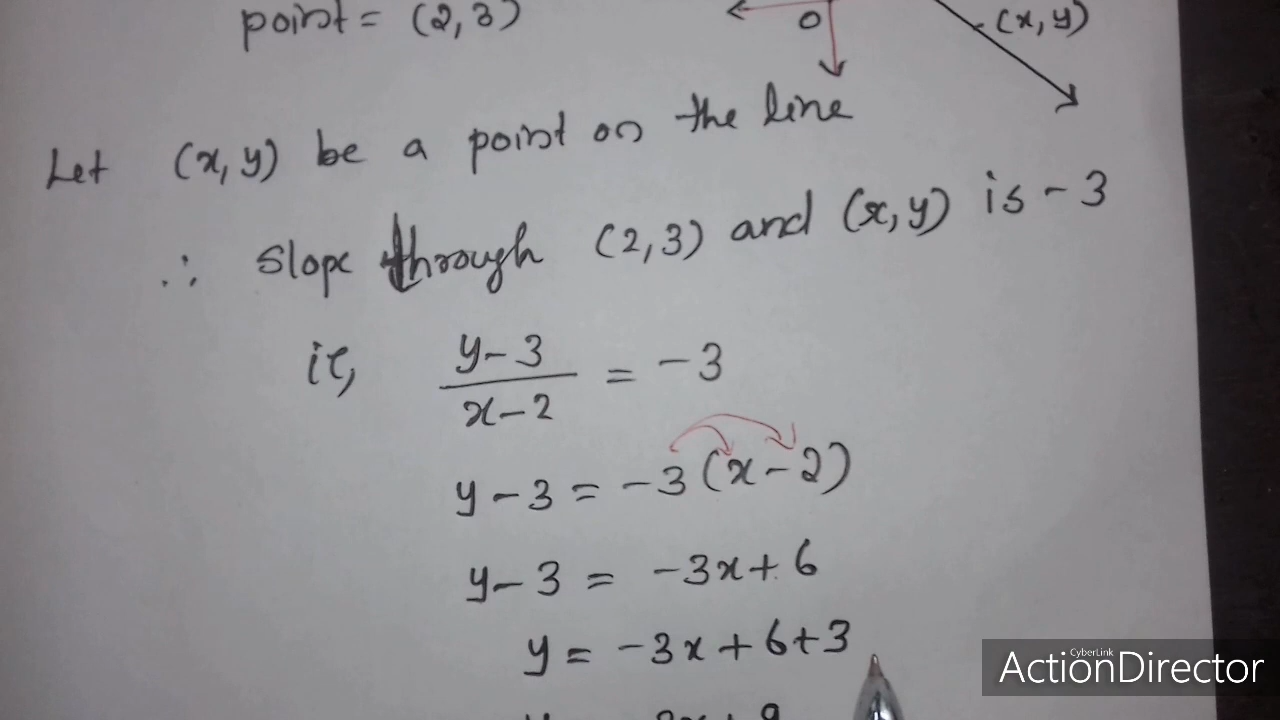 point = (2,3)
O
(x,y)
Let (x,y) be a point on the line
∴ Slope through (2,3) and (x,y) is -3
ie, y-3
x-2
= -3
y-3 = -3(x-2)
y-3 = -3x+6
y = -3x+6+3
CyberLink
ActionDirector